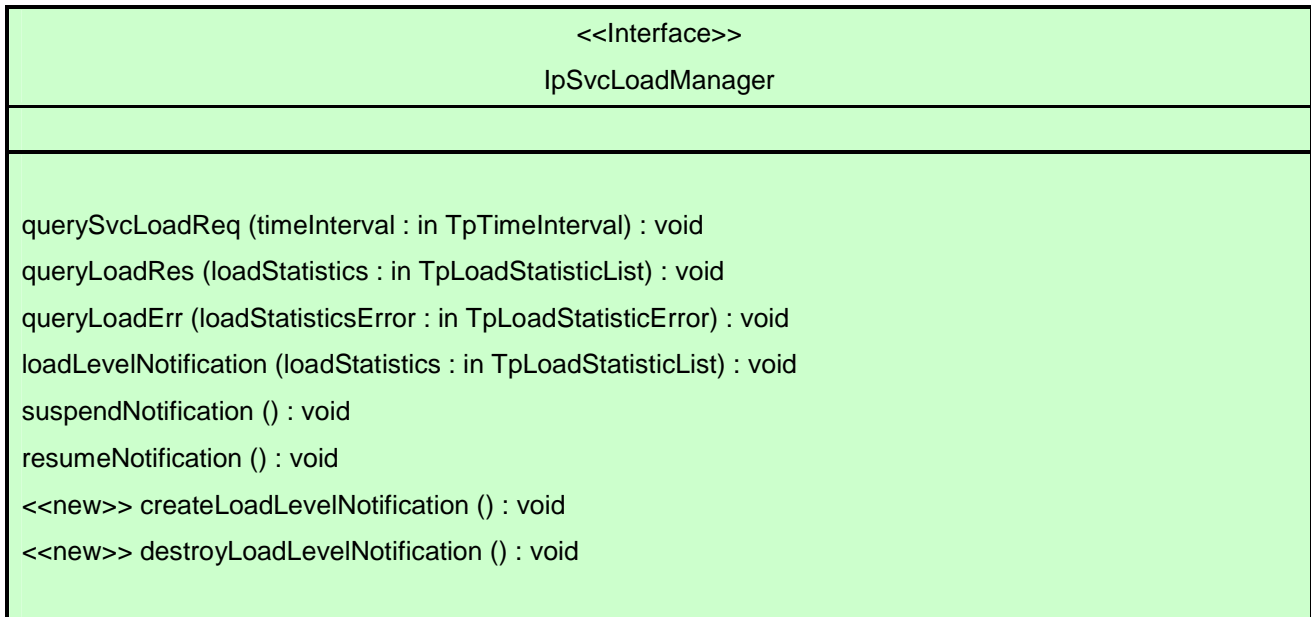 <<Interface>>
IpSvcLoadManager
querySvcLoadReq (timeInterval : in TpTimeInterval) : void
queryLoadRes (loadStatistics : in TpLoadStatisticList) : void
queryLoadErr (loadStatisticsError : in TpLoadStatisticError) : void
loadLevelNotification (loadStatistics : in TpLoadStatisticList) : void
suspendNotification () : void
resumeNotification () : void
<<new>> createLoadLevelNotification () : void
<<new>> destroyLoadLevelNotification () : void